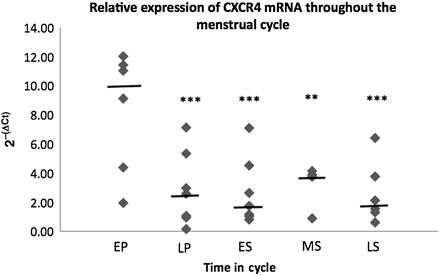 Relative expression of CXCR4 mRNA throughout the
menstrual cycle
14.00
12.00
10.00
8.00
6.00
4.00
2.00
0.00
2–(ΔCt)
*** *** ** ***
EP LP ES MS LS
Time in cycle